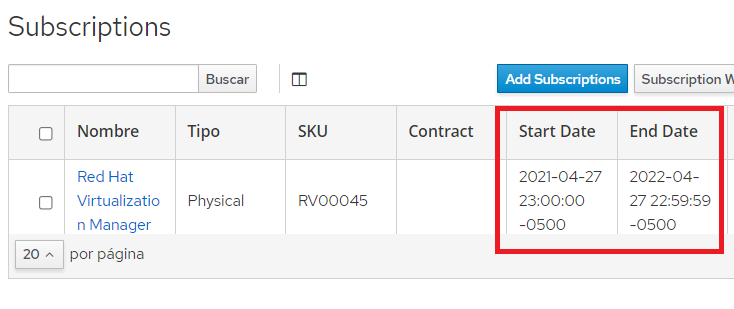 Subscriptions
Buscar
Add Subscriptions
Subscription W
Nombre Tipo SKU Contract Start Date End Date
Red Hat 2021-04-27 2022-04-
Virtualizatio Physical RV00045 23:00:00 27 22:59:59
n Manager -0500 -0500
20 por página